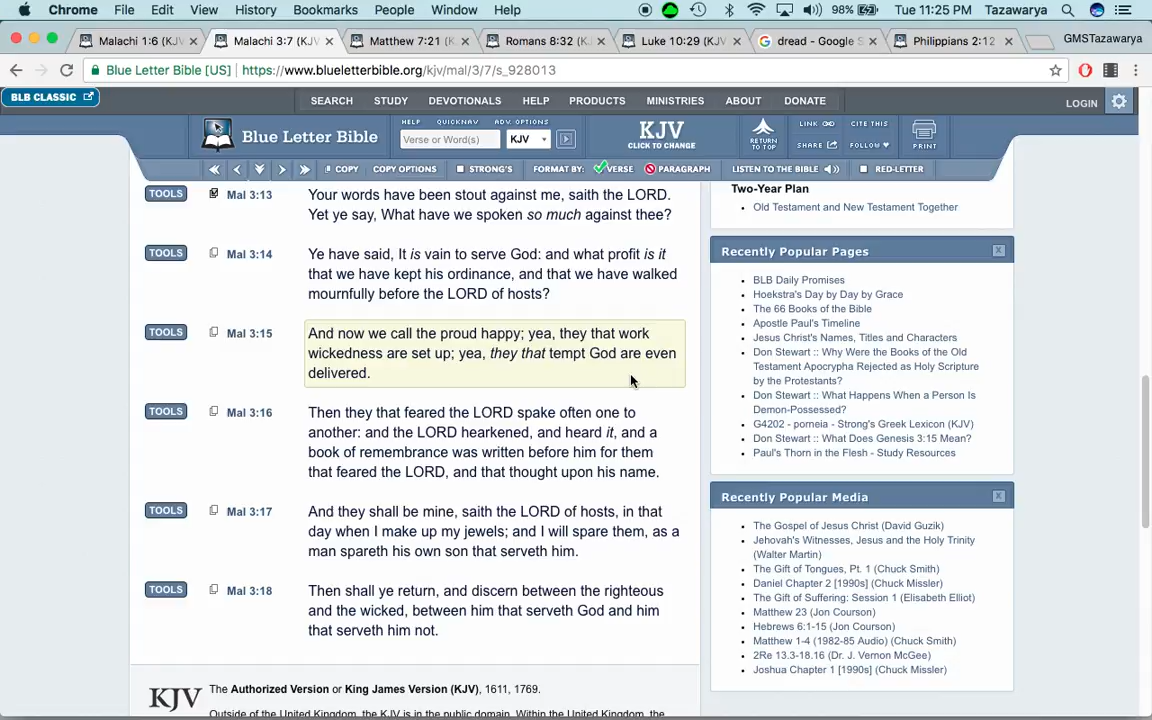 Chrome File Edit View History Bookmarks People Window Help 98% Tue 11:25 PM Tazawarya
Malachi 1:6 (KJV
Malachi 3:7 (KJV
Matthew 7:21 (KJ
Romans 8:32 (KJV
Luke 10:29 (KJV
dread - Google S
Philippians 2:12
GMSTazawarya
Blue Letter Bible [US] https://www.blueletterbible.org/kjv/mal/3/7/s_928013
BLB CLASSIC
SEARCH STUDY DEVOTIONALS HELP PRODUCTS MINISTRIES ABOUT DONATE
LOGIN
Blue Letter Bible
HELP QUICKNAV ADV. OPTIONS
Verse or Word(s) KJV
KJV
CLICK TO CHANGE
RETURN
TO TOP
LINK CITE THIS
SHARE FOLLOW
PRINT
COPY COPY OPTIONS STRONG'S FORMAT BY: VERSE PARAGRAPH LISTEN TO THE BIBLE RED-LETTER
TOOLS Mal 3:13 Your words have been stout against me, saith the LORD.
Yet ye say, What have we spoken so much against thee?
TOOLS Mal 3:14 Ye have said, It is vain to serve God: and what profit is it
that we have kept his ordinance, and that we have walked
mournfully before the LORD of hosts?
TOOLS Mal 3:15 And now we call the proud happy; yea, they that work
wickedness are set up; yea, they that tempt God are even
delivered.
TOOLS Mal 3:16 Then they that feared the LORD spake often one to
another: and the LORD hearkened, and heard it, and a
book of remembrance was written before him for them
that feared the LORD, and that thought upon his name.
TOOLS Mal 3:17 And they shall be mine, saith the LORD of hosts, in that
day when I make up my jewels; and I will spare them, as a
man spareth his own son that serveth him.
TOOLS Mal 3:18 Then shall ye return, and discern between the righteous
and the wicked, between him that serveth God and him
that serveth him not.
KJV
The Authorized Version or King James Version (KJV), 1611, 1769.
Outside of the United Kingdom, the KJV is in the public domain. Within the United Kingdom, the
Two-Year Plan
Old Testament and New Testament Together
Recently Popular Pages
BLB Daily Promises
Hoekstra's Day by Day by Grace
The 66 Books of the Bible
Apostle Paul's Timeline
Jesus Christ's Names, Titles and Characters
Don Stewart :: Why Were the Books of the Old
Testament Apocrypha Rejected as Holy Scripture
by the Protestants?
Don Stewart :: What Happens When a Person Is
Demon-Possessed?
G4202 - porneia - Strong's Greek Lexicon (KJV)
Don Stewart :: What Does Genesis 3:15 Mean?
Paul's Thorn in the Flesh - Study Resources
Recently Popular Media
The Gospel of Jesus Christ (David Guzik)
Jehovah's Witnesses, Jesus and the Holy Trinity
(Walter Martin)
The Gift of Tongues, Pt. 1 (Chuck Smith)
Daniel Chapter 2 [1990s] (Chuck Missler)
The Gift of Suffering: Session 1 (Elisabeth Elliot)
Matthew 23 (Jon Courson)
Hebrews 6:1-15 (Jon Courson)
Matthew 1-4 (1982-85 Audio) (Chuck Smith)
2Re 13.3-18.16 (Dr. J. Vernon McGee)
Joshua Chapter 1 [1990s] (Chuck Missler)